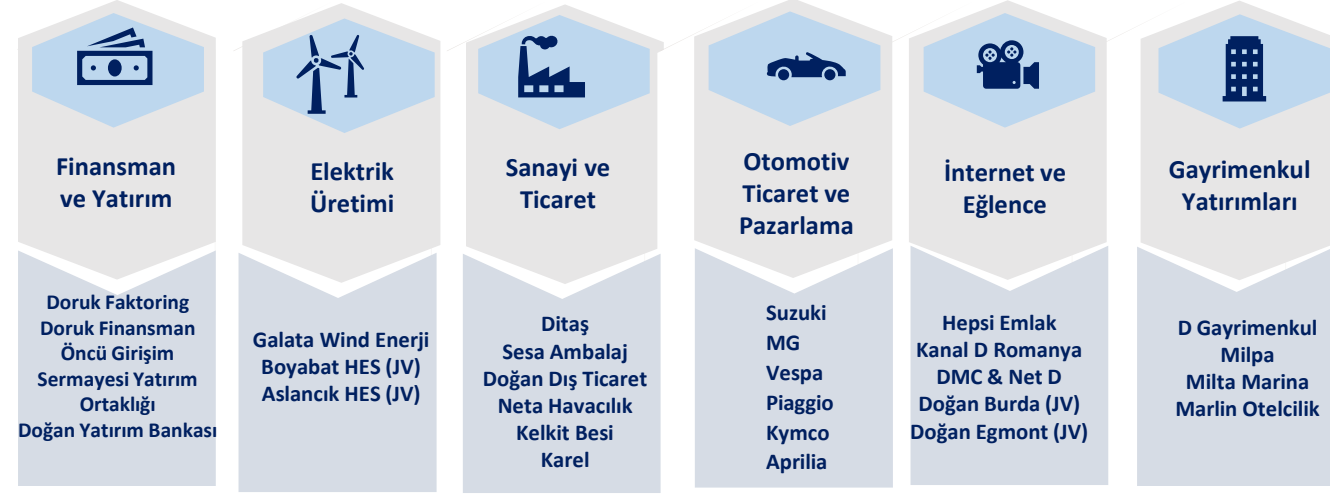 Finansman
ve Yatırım
Doruk Faktoring
Doruk Finansman
Öncü Girişim
Sermayesi Yatırım
Ortaklığı
Doğan Yatırım Bankası
Elektrik
Üretimi
Galata Wind Enerji
Boyabat HES (JV)
Aslancık HES (JV)
Sanayi ve
Ticaret
Ditaş
Sesa Ambalaj
Doğan Dış Ticaret
Neta Havacılık
Kelkit Besi
Karel
Otomotiv
Ticaret ve
Pazarlama
Suzuki
MG
Vespa
Piaggio
Kymco
Aprilia
İnternet ve
Eğlence
Hepsi Emlak
Kanal D Romanya
DMC & Net D
Doğan Burda (JV)
Doğan Egmont (JV)
Gayrimenkul
Yatırımları
D Gayrimenkul
Milpa
Milta Marina
Marlin Otelcilik